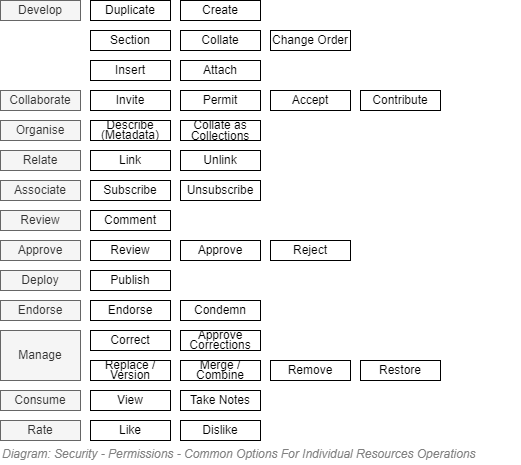 Develop Duplicate Create
Section Collate Change Order
Insert Attach
Collaborate Invite Permit Accept Contribute
Organise Describe (Metadata) Collate as Collections
Relate Link Unlink
Associate Subscribe Unsubscribe
Review Comment
Approve Review Approve Reject
Deploy Publish
Endorse Endorse Condemn
Manage Correct Approve Corrections
Replace / Version Merge / Combine Remove Restore
Consume View Take Notes
Rate Like Dislike
Diagram: Security - Permissions - Common Options For Individual Resources Operations